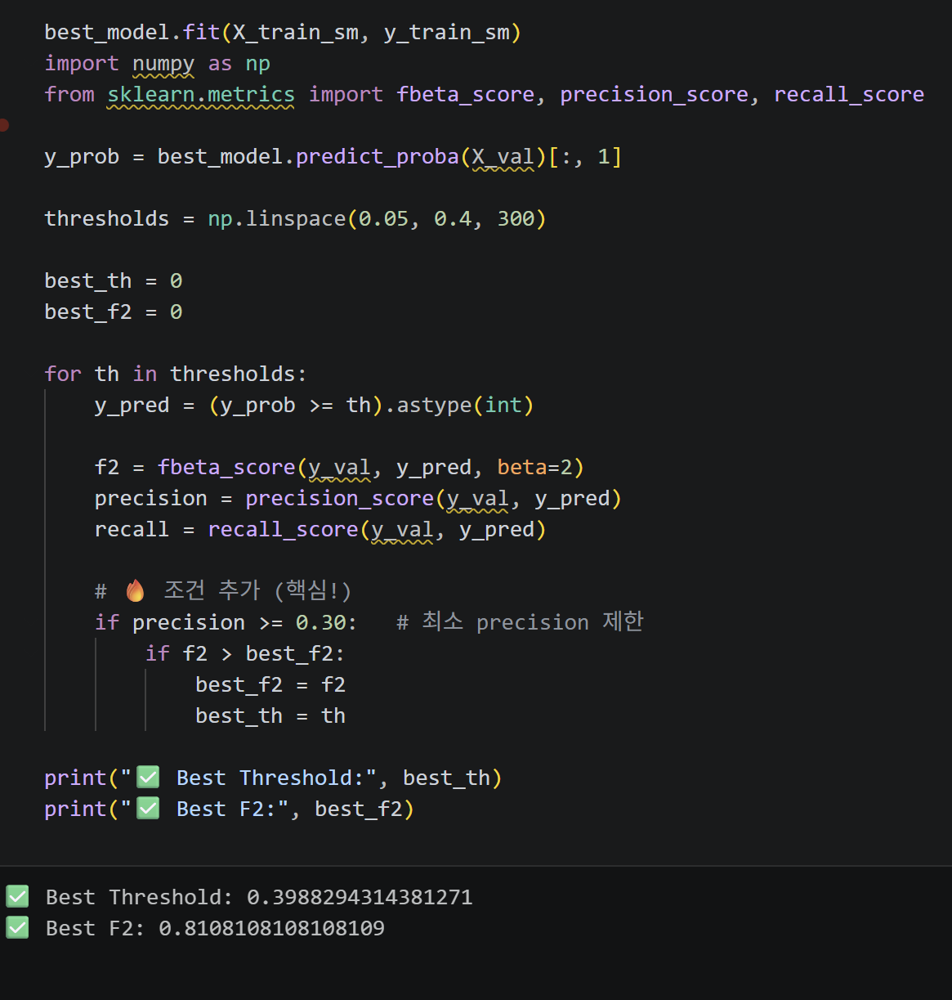 best_model.fit(X_train_sm, y_train_sm)
import numpy as np
from sklearn.metrics import fbeta_score, precision_score, recall_score
y_prob = best_model.predict_proba(X_val)[:, 1]
thresholds = np.linspace(0.05, 0.4, 300)
best_th = 0
best_f2 = 0
for th in thresholds:
    y_pred = (y_prob >= th).astype(int)
    f2 = fbeta_score(y_val, y_pred, beta=2)
    precision = precision_score(y_val, y_pred)
    recall = recall_score(y_val, y_pred)
    # 🔥 조건 추가 (핵심!)
    if precision >= 0.30:   # 최소 precision 제한
        if f2 > best_f2:
            best_f2 = f2
            best_th = th
print("✅ Best Threshold:", best_th)
print("✅ Best F2:", best_f2)
✅ Best Threshold: 0.3988294314381271
✅ Best F2: 0.8108108108108109